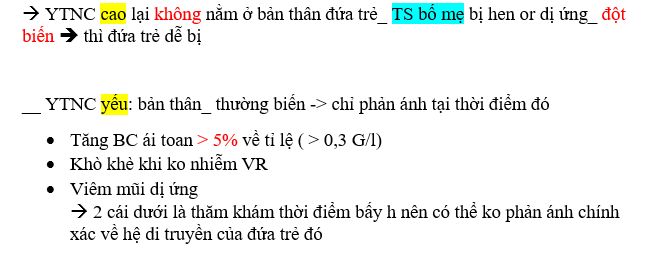 → YTNC cao lại không nằm ở bản thân đứa trẻ_ TS bố mẹ bị hen or dị ứng_ đột
biến ➔ thì đứa trẻ dễ bị
__ YTNC yếu: bản thân_ thường biến -> chỉ phản ánh tại thời điểm đó
• Tăng BC ái toan > 5% về tỉ lệ ( > 0,3 G/l)
• Khò khè khi ko nhiễm VR
• Viêm mũi dị ứng
→ 2 cái dưới là thăm khám thời điểm bấy h nên có thể ko phản ánh chính
xác về hệ di truyền của đứa trẻ đó